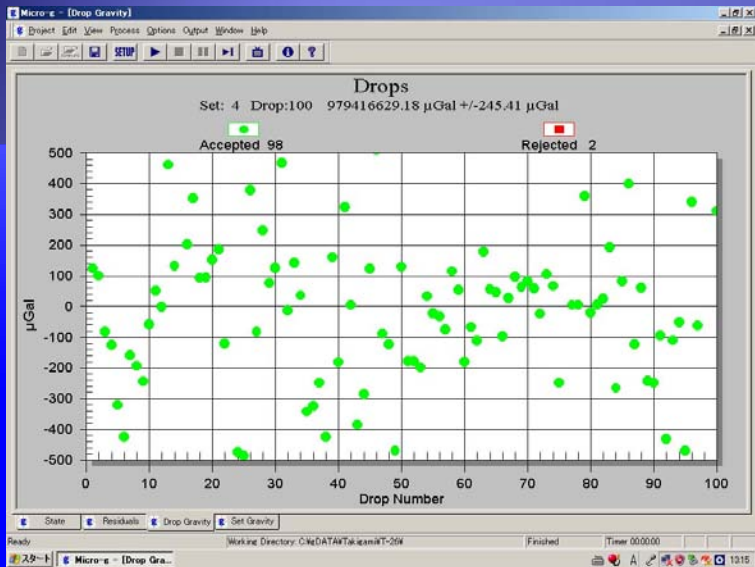 Micro-g - [Drop Gravity]
Project Edit View Process Options Output Window Help
SETUP
Drops
Set: 4 Drop:100 979416629.18 µGal +/-245.41 µGal
Accepted 98 Rejected 2
500
400
300
200
100
0
-100
-200
-300
-400
-500
µGal
0 10 20 30 40 50 60 70 80 90 100
Drop Number
State Residuals Drop Gravity Set Gravity
Ready Working Directory: C:¥gDATA¥Takigami¥T-26¥ Finished Timer 00:00:00
スタート Micro-g - [Drop Gra... A 13:15